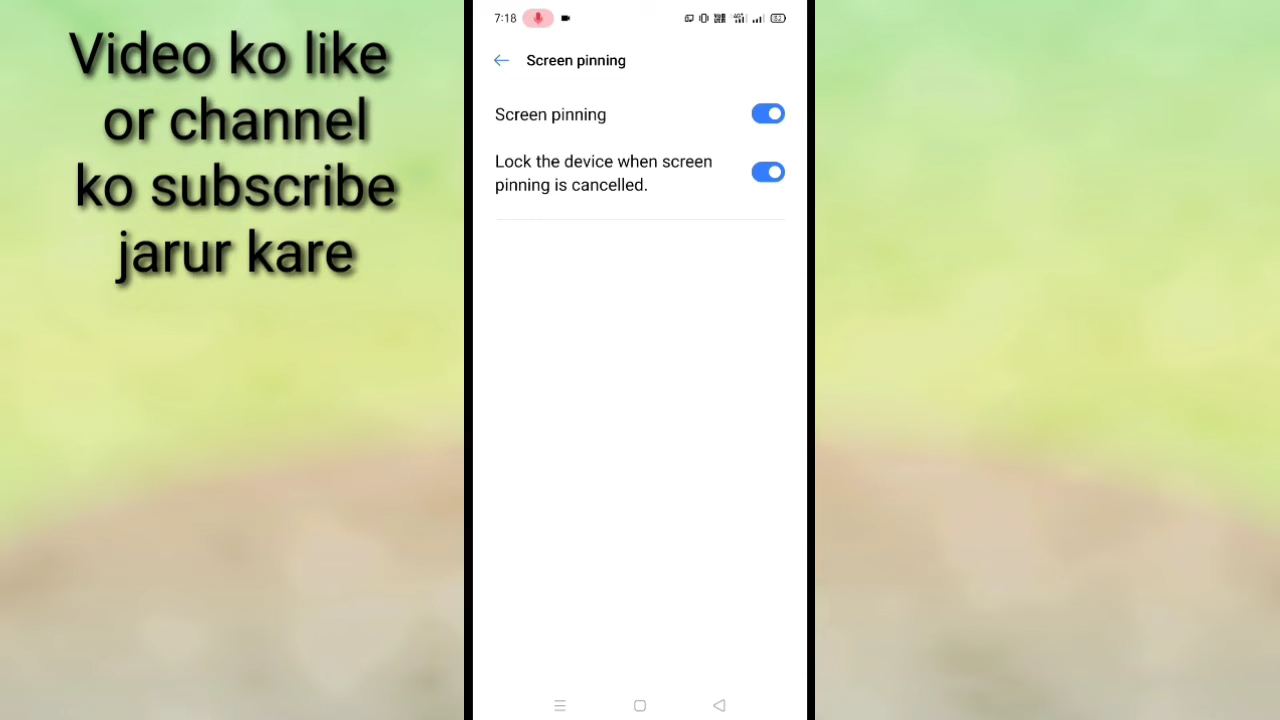 Video ko like
or channel
ko subscribe
jarur kare
7:18
52
Screen pinning
Screen pinning
Lock the device when screen
pinning is cancelled.